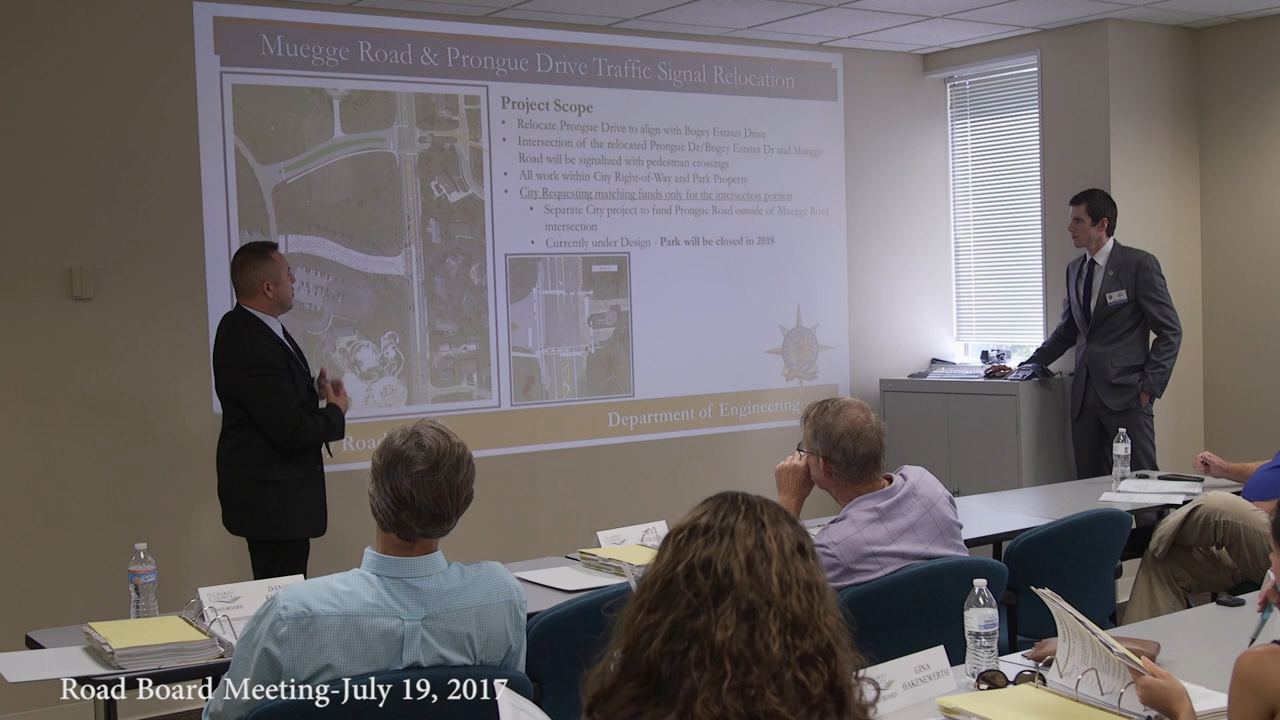 Muegge Road & Prongue Drive Traffic Signal Relocation
Project Scope
• Relocate Prongue Drive to align with Bogey Estates Drive
• Intersection of the relocated Prongue Dr/Bogey Estates Dr and Muegge
Road will be signalized with pedestrian crossings
• All work within City Right-of-Way and Park Property
• City Requesting matching funds only for the intersection portion
• Separate City project to fund Prongue Road outside of Muegge Road
intersection
• Currently under Design - Park will be closed in 2018
Department of Engineering
Road
ROAD BOARD
GINA
HAKENEWERTH
Road Board Meeting-July 19, 2017